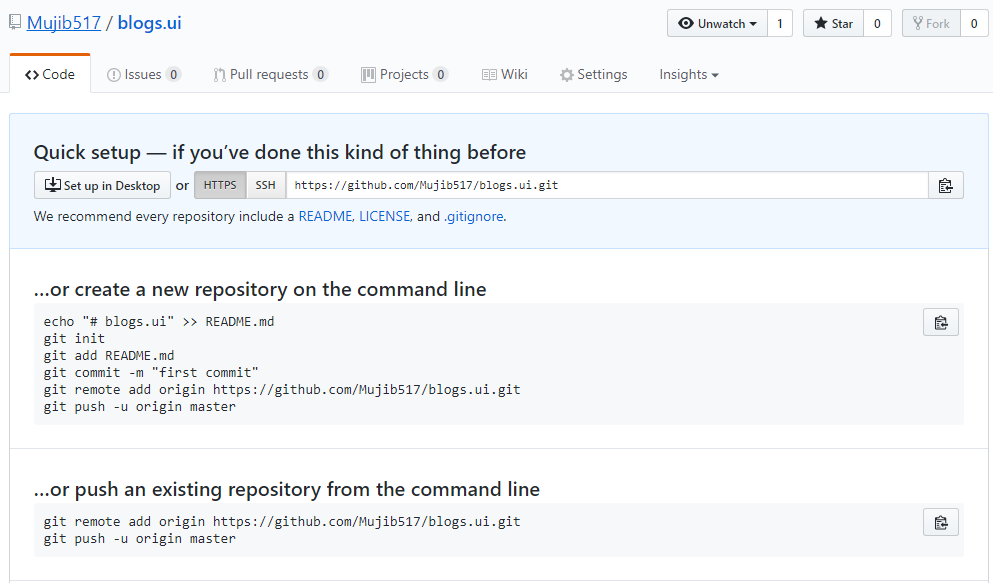 Mujib517 / blogs.ui
Unwatch 1 Star 0 Fork 0
Code Issues 0 Pull requests 0 Projects 0 Wiki Settings Insights
Quick setup — if you’ve done this kind of thing before
Set up in Desktop or HTTPS SSH https://github.com/Mujib517/blogs.ui.git
We recommend every repository include a README, LICENSE, and .gitignore.
…or create a new repository on the command line
echo "# blogs.ui" >> README.md
git init
git add README.md
git commit -m "first commit"
git remote add origin https://github.com/Mujib517/blogs.ui.git
git push -u origin master
…or push an existing repository from the command line
git remote add origin https://github.com/Mujib517/blogs.ui.git
git push -u origin master